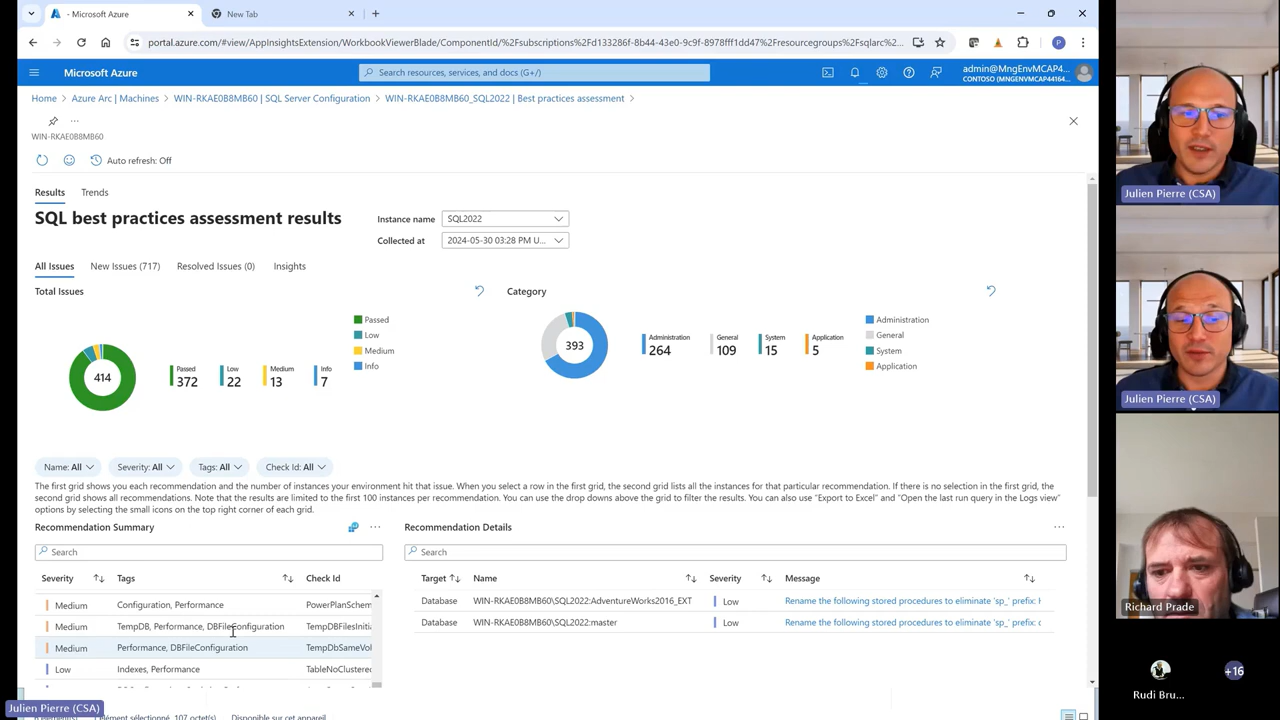 - Microsoft Azure
New Tab
portal.azure.com/#view/AppInsightsExtension/WorkbookViewerBlade/ComponentId/%2Fsubscriptions%2Fd133286f-8b44-43e0-9c9f-8978fff1dd47%2Fresourcegroups%2Fsqlarc%2...
Microsoft Azure
Search resources, services, and docs (G+/)
admin@MngEnvMCAP4...
CONTOSO (MNGENVMCAP44164...
Home > Azure Arc | Machines > WIN-RKAE0B8MB60 | SQL Server Configuration > WIN-RKAE0B8MB60_SQL2022 | Best practices assessment >
...
WIN-RKAE0B8MB60
Auto refresh: Off
Results Trends
SQL best practices assessment results
Instance name SQL2022
Collected at 2024-05-30 03:28 PM U...
All Issues New Issues (717) Resolved Issues (0) Insights
Total Issues
414
Passed 372
Low 22
Medium 13
Info 7
Passed
Low
Medium
Info
Category
393
Administration 264
General 109
System 15
Application 5
Administration
General
System
Application
Name: All Severity: All Tags: All Check Id: All
The first grid shows you each recommendation and the number of instances your environment hit that issue. When you select a row in the first grid, the second grid lists all the instances for that particular recommendation. If there is no selection in the first grid, the
second grid shows all recommendations. Note that the results are limited to the first 100 instances per recommendation. You can use the drop downs above the grid to filter the results. You can also use "Export to Excel" and "Open the last run query in the Logs view"
options by selecting the small icons on the top right corner of each grid.
Recommendation Summary
Search
Severity Tags Check Id
Medium Configuration, Performance PowerPlanSchem
Medium TempDB, Performance, DBFilesConfiguration TempDBFilesIniti
Medium Performance, DBFileConfiguration TempDbSameVol
Low Indexes, Performance TableNoClustered
Recommendation Details
Search
Target Name Severity Message
Database WIN-RKAE0B8MB60\SQL2022:AdventureWorks2016_EXT Low Rename the following stored procedures to eliminate 'sp_' prefix:
Database WIN-RKAE0B8MB60\SQL2022:master Low Rename the following stored procedures to eliminate 'sp_' prefix:
Julien Pierre (CSA)
Julien Pierre (CSA)
Julien Pierre (CSA)
Richard Prade
Rudi Bru...
+16